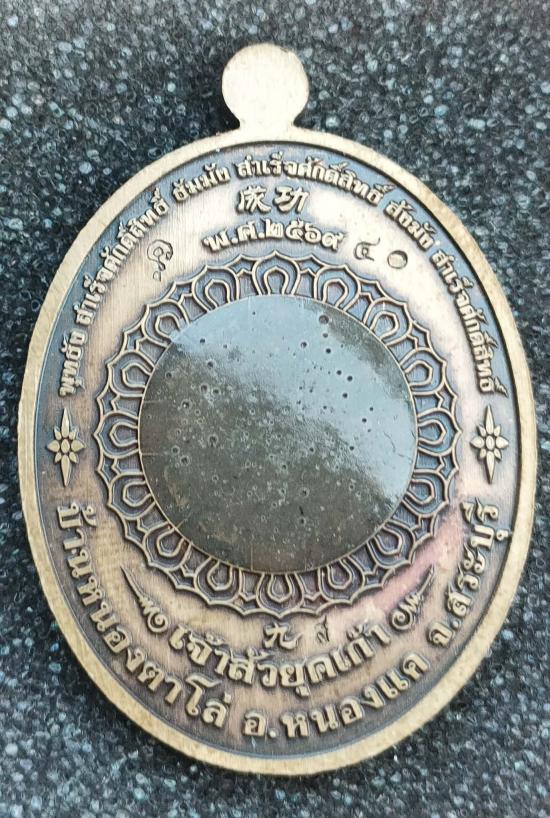 พุทธัง สำเร็จศักดิ์สิทธิ์ ธัมมัง สำเร็จศักดิ์สิทธิ์ สังฆัง สำเร็จศักดิ์สิทธิ์
成功
พ.ศ.๒๕๖๙
๔๐
เจ้าสัวยุคเก้า
บ้านหนองตาโล่ อ.หนองแค จ.สระบุรี